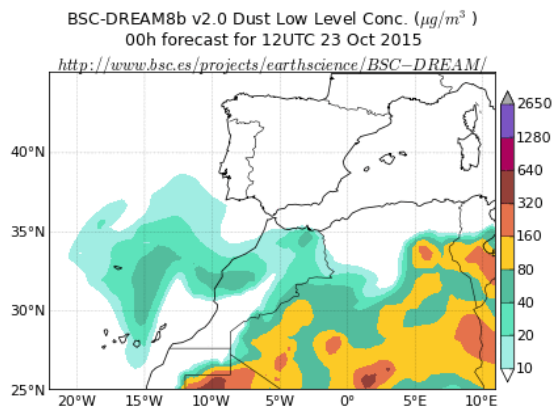 BSC-DREAM8b v2.0 Dust Low Level Conc. (μg/m³ )
00h forecast for 12UTC 23 Oct 2015
http://www.bsc.es/projects/earthscience/BSC−DREAM/
40°N
35°N
30°N
25°N
20°W
15°W
10°W
5°W
0°
5°E
10°E
2650
1280
640
320
160
80
40
20
10